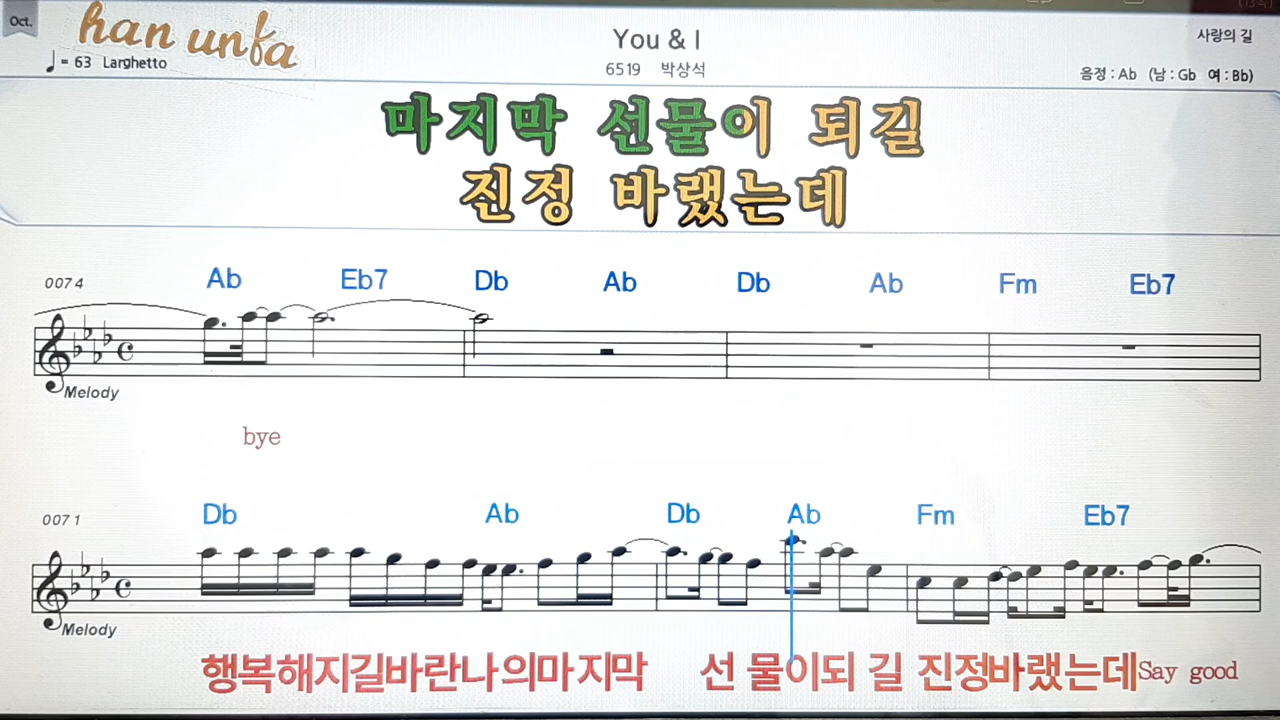 Oct.
han unfa
You & I
사랑의 길
♩= 63 Larghetto
6519 박상석
음정 : Ab (남 : Gb 여 : Bb)
마지막 선물이 되길
진정 바랬는데
0074
Ab Eb7 Db Ab Db Ab Fm Eb7
Melody
bye
0071
Db Ab Db Ab Fm Eb7
Melody
행복해지길바란나의마지막 선 물이되 길 진정바랬는데Say good